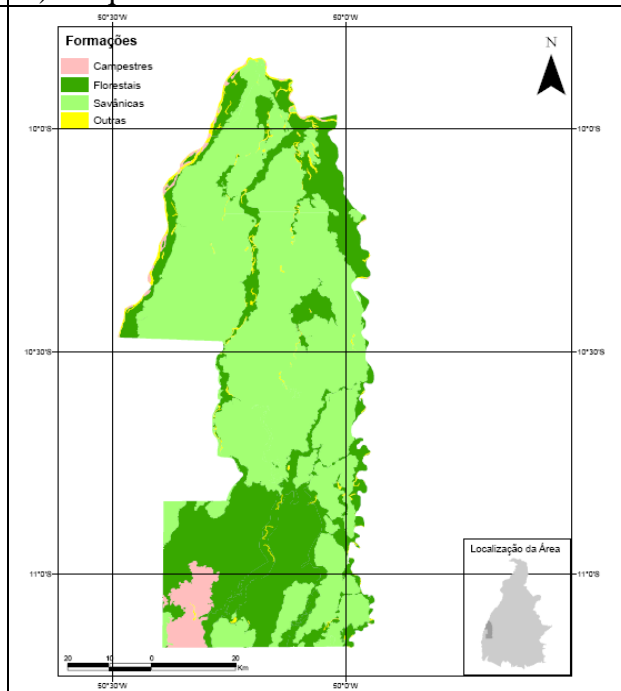 50°30'W 50°0'W
Formações
Campestres
Florestais
Savânicas
Outras
N
10°0'S 10°0'S
10°30'S 10°30'S
11°0'S 11°0'S
Localização da Área
20 10 0 20
Km
50°30'W 50°0'W